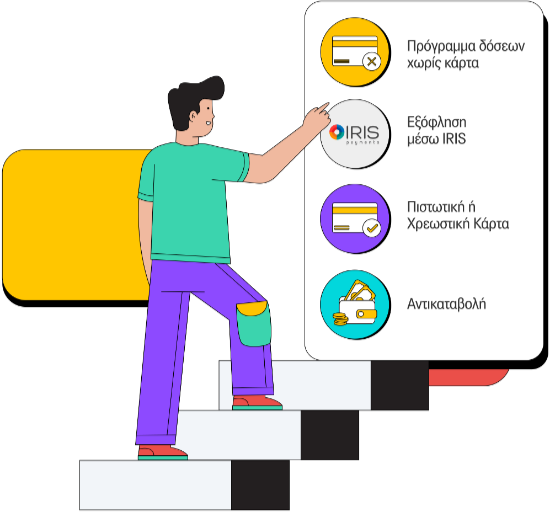 Πρόγραμμα δόσεων
χωρίς κάρτα
IRIS
payments
Εξόφληση
μέσω IRIS
Πιστωτική ή
Χρεωστική Κάρτα
Αντικαταβολή